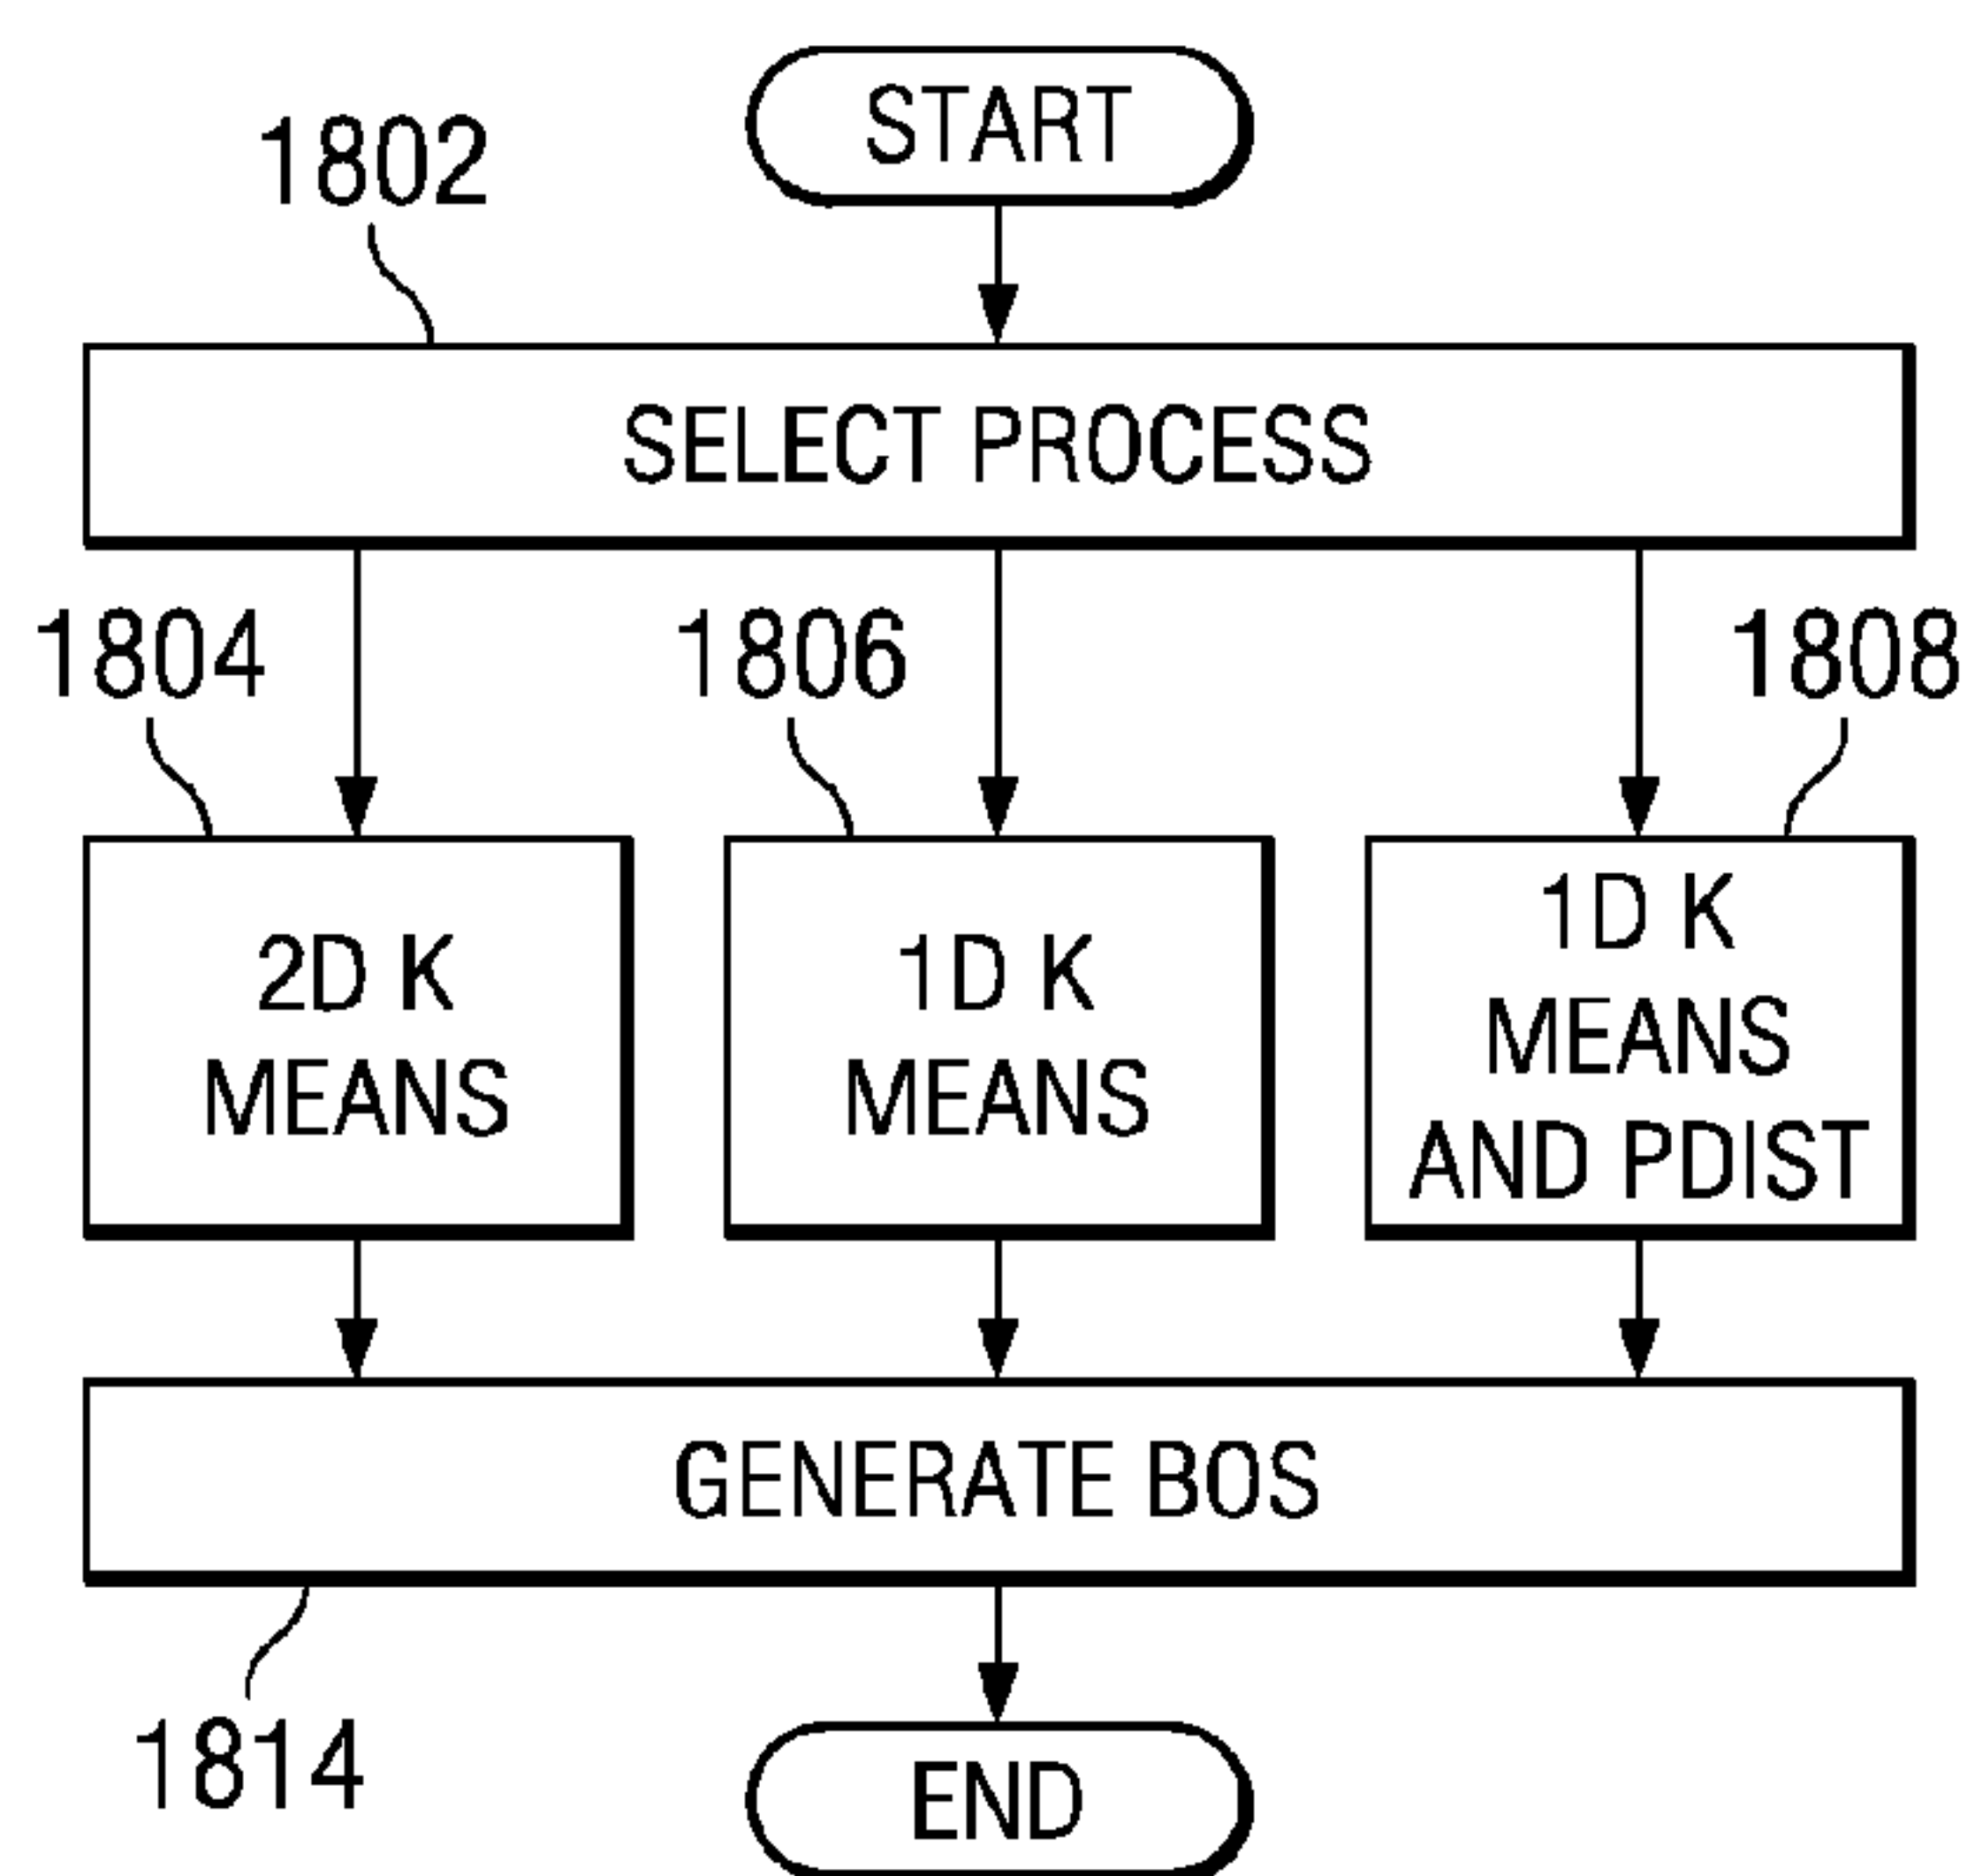 START
1802
SELECT PROCESS
1804
1806
1808
2D K
MEANS
1D K
MEANS
1D K
MEANS
AND PDIST
GENERATE BOS
1814
END